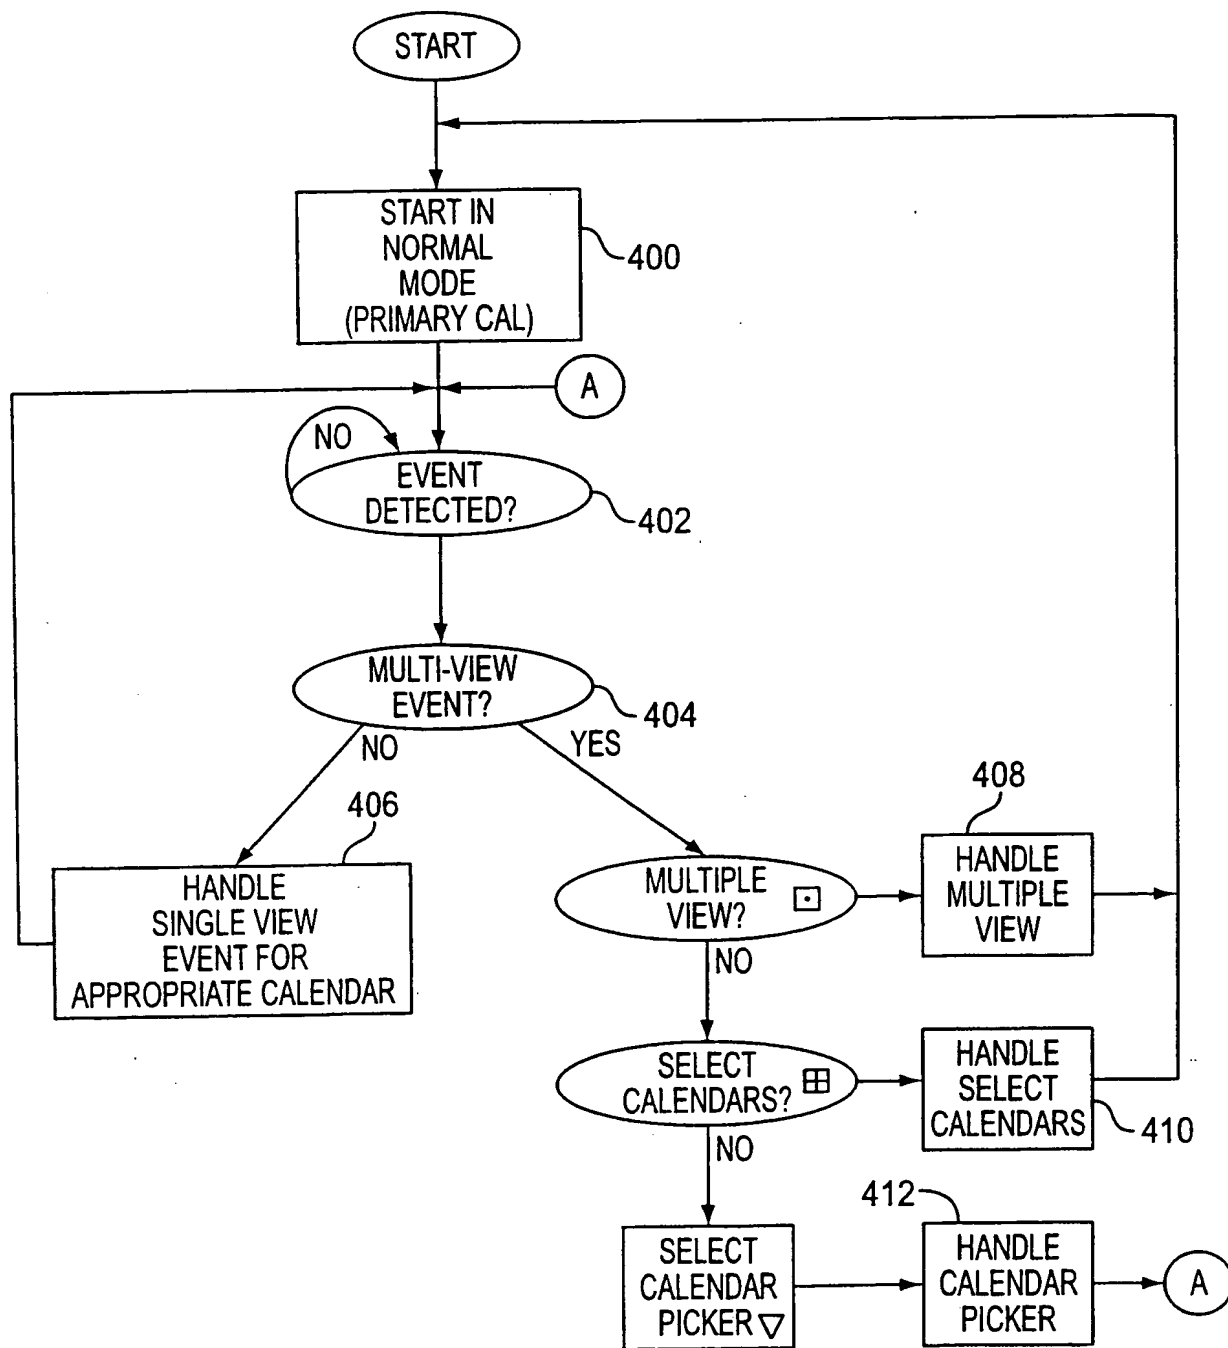 START
START IN
NORMAL
MODE
(PRIMARY CAL)
400
A
NO
EVENT
DETECTED?
402
MULTI-VIEW
EVENT?
404
NO
YES
406
HANDLE
SINGLE VIEW
EVENT FOR
APPROPRIATE CALENDAR
MULTIPLE
VIEW?
408
HANDLE
MULTIPLE
VIEW
NO
SELECT
CALENDARS?
HANDLE
SELECT
CALENDARS
410
NO
SELECT
CALENDAR
PICKER
412
HANDLE
CALENDAR
PICKER
A